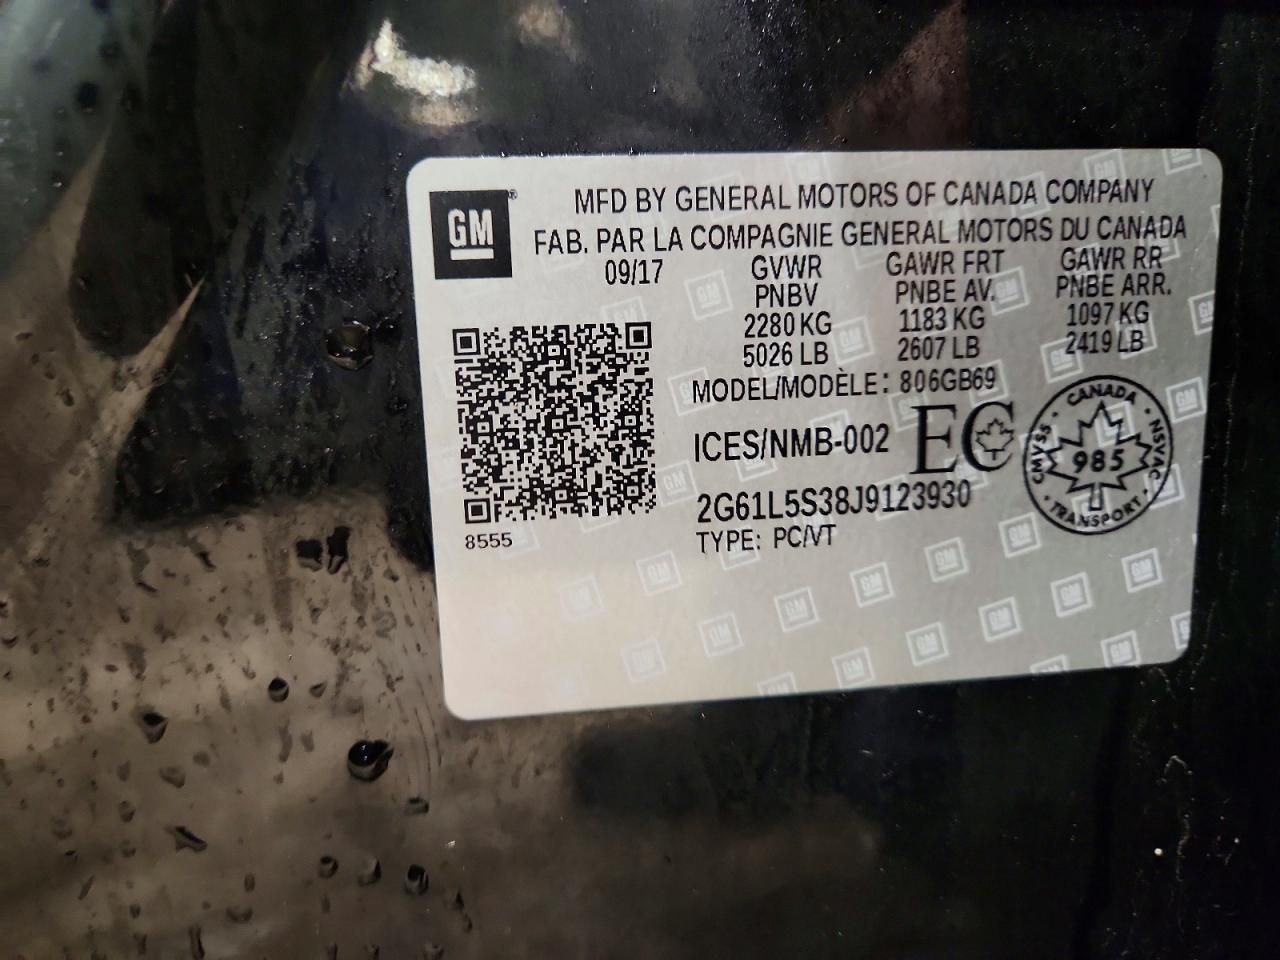 GM®
MFD BY GENERAL MOTORS OF CANADA COMPANY
FAB. PAR LA COMPAGNIE GENERAL MOTORS DU CANADA
09/17 GVWR GAWR FRT GAWR RR
PNBV PNBE AV. PNBE ARR.
2280 KG 1183 KG 1097 KG
5026 LB 2607 LB 2419 LB
MODEL/MODÈLE: 806GB69
ICES/NMB-002 EC
CANADA
CMVSS 985 NSVAC
TRANSPORT
2G61L5S38J9123930
TYPE: PC/VT
8555